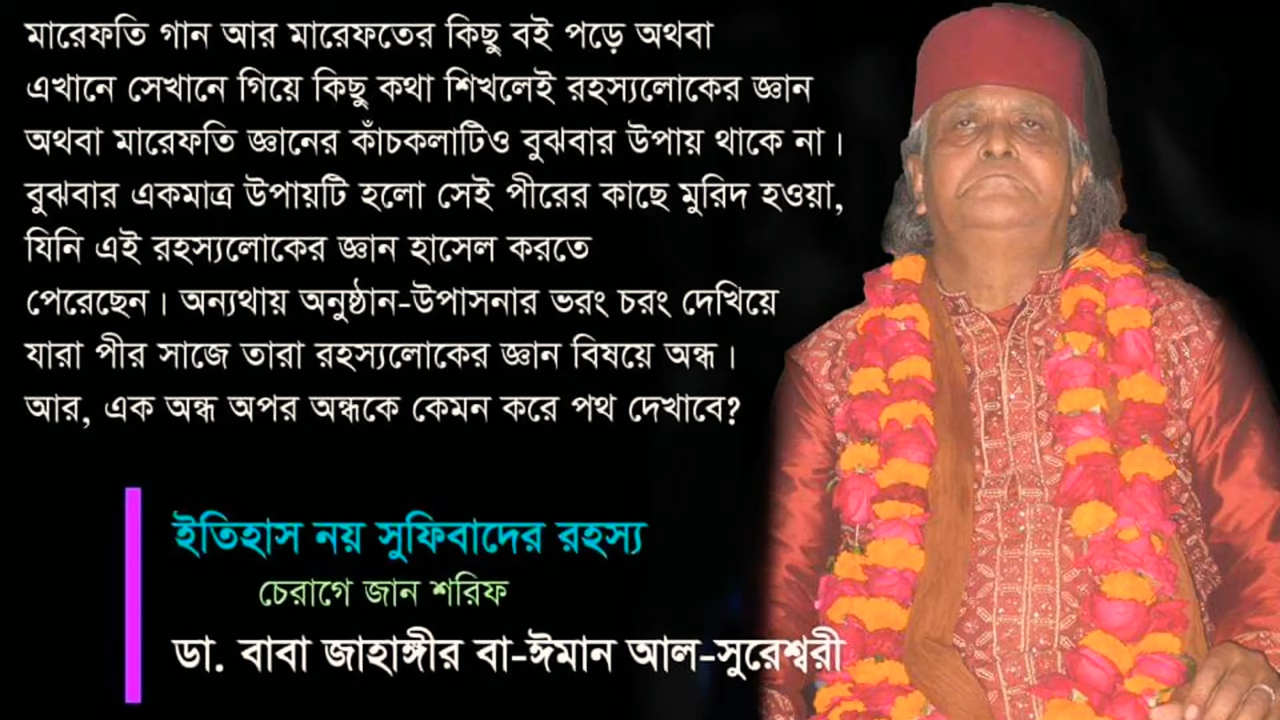 মারেফতি গান আর মারেফতের কিছু বই পড়ে অথবা
এখানে সেখানে গিয়ে কিছু কথা শিখলেই রহস্যলোকের জ্ঞান
অথবা মারেফতি জ্ঞানের কাঁচকলাটিও বুঝবার উপায় থাকে না।
বুঝবার একমাত্র উপায়টি হলো সেই পীরের কাছে মুরিদ হওয়া,
যিনি এই রহস্যলোকের জ্ঞান হাসেল করতে
পেরেছেন। অন্যথায় অনুষ্ঠান-উপাসনার ভরং চরং দেখিয়ে
যারা পীর সাজে তারা রহস্যলোকের জ্ঞান বিষয়ে অন্ধ।
আর, এক অন্ধ অপর অন্ধকে কেমন করে পথ দেখাবে?
ইতিহাস নয় সুফিবাদের রহস্য
চেরাগে জান শরিফ
ডা. বাবা জাহাঙ্গীর বা-ঈমান আল-সুরেশ্বরী